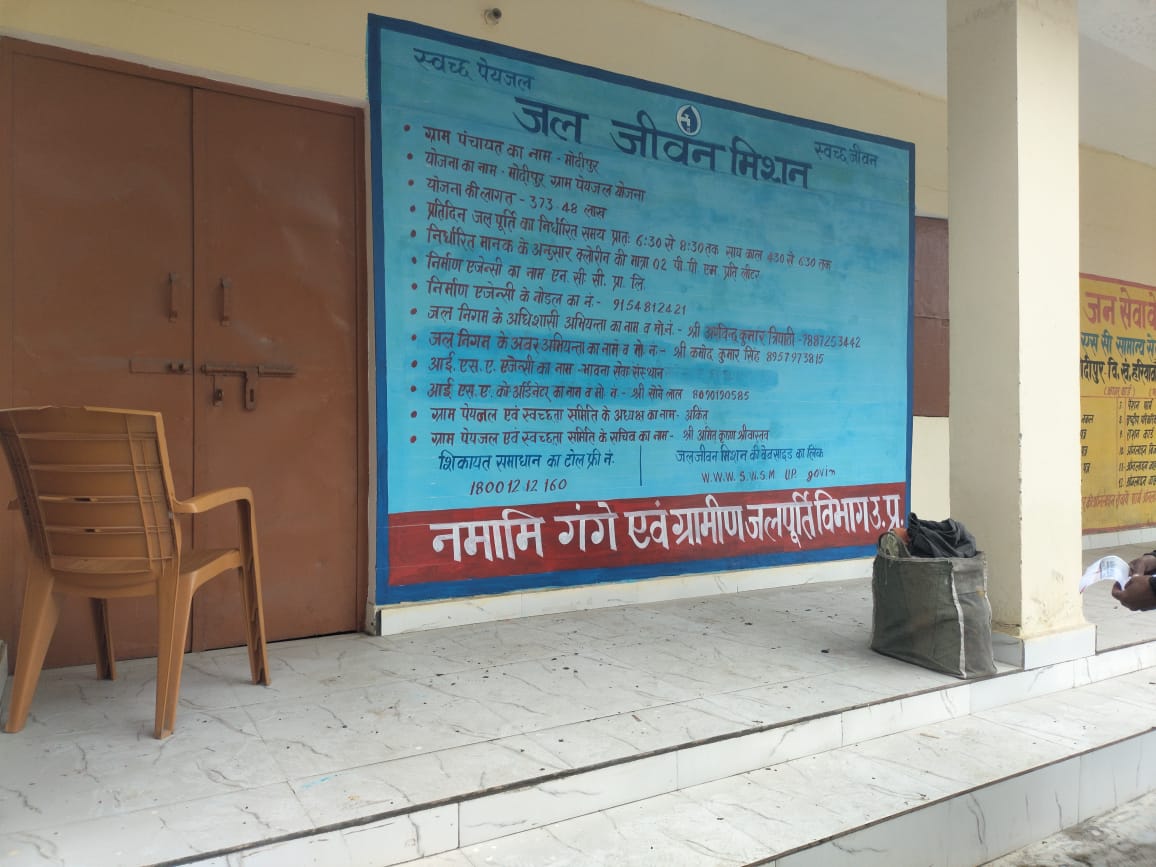 स्वच्छ पेयजल
जल जीवन मिशन
स्वच्छ जीवन
• ग्राम पंचायत का नाम - मोदीपुर
• योजना का नाम - मोदीपुर ग्राम पेयजल योजना
• योजना की लागत - 373.48 लाख
• प्रतिदिन जल पूर्ति का निर्धारित समय प्रातः 6:30 से 8:30 तक सायं काल 4:30 से 6:30 तक
• निर्धारित मानक के अनुसार क्लोरीन की मात्रा 02 पी पी एम प्रति लीटर
• निर्माण एजेन्सी का नाम एन. सी. सी. प्रा. लि.
• निर्माण एजेन्सी के नोडल का नं.- 9154812421
• जल निगम के अधिशासी अभियन्ता का नाम व मो.नं. - श्री अरविन्द कुमार त्रिपाठी - 7887253442
• जल निगम के अवर अभियन्ता का नाम व मो. नं.- श्री कमोद कुमार सिंह 8957973815
• आई. एस. ए. एजेन्सी का नाम - भावना सेवा संस्थान
• आई. एस. ए. को अर्डिनेटर का नाम व मो. नं. - श्री सोवे लाल 8090190585
• ग्राम पेयजल एवं स्वच्छता समिति के अध्यक्ष का नाम- अंकित
• ग्राम पेयजल एवं स्वच्छता समिति के सचिव का नाम- श्री अमित कृष्ण श्रीवास्तव
शिकायत समाधान का टोल फ्री नं.
1800 12 12 160
जल जीवन मिशन की वेबसाइड का लिंक
W.W.W. S.W.S.M UP. govin
नमामि गंगे एवं ग्रामीण जलपूर्ति विभाग उ. प्र.
जन सेवा के
सामान्य
दीपुर वि. खं. हरियावां